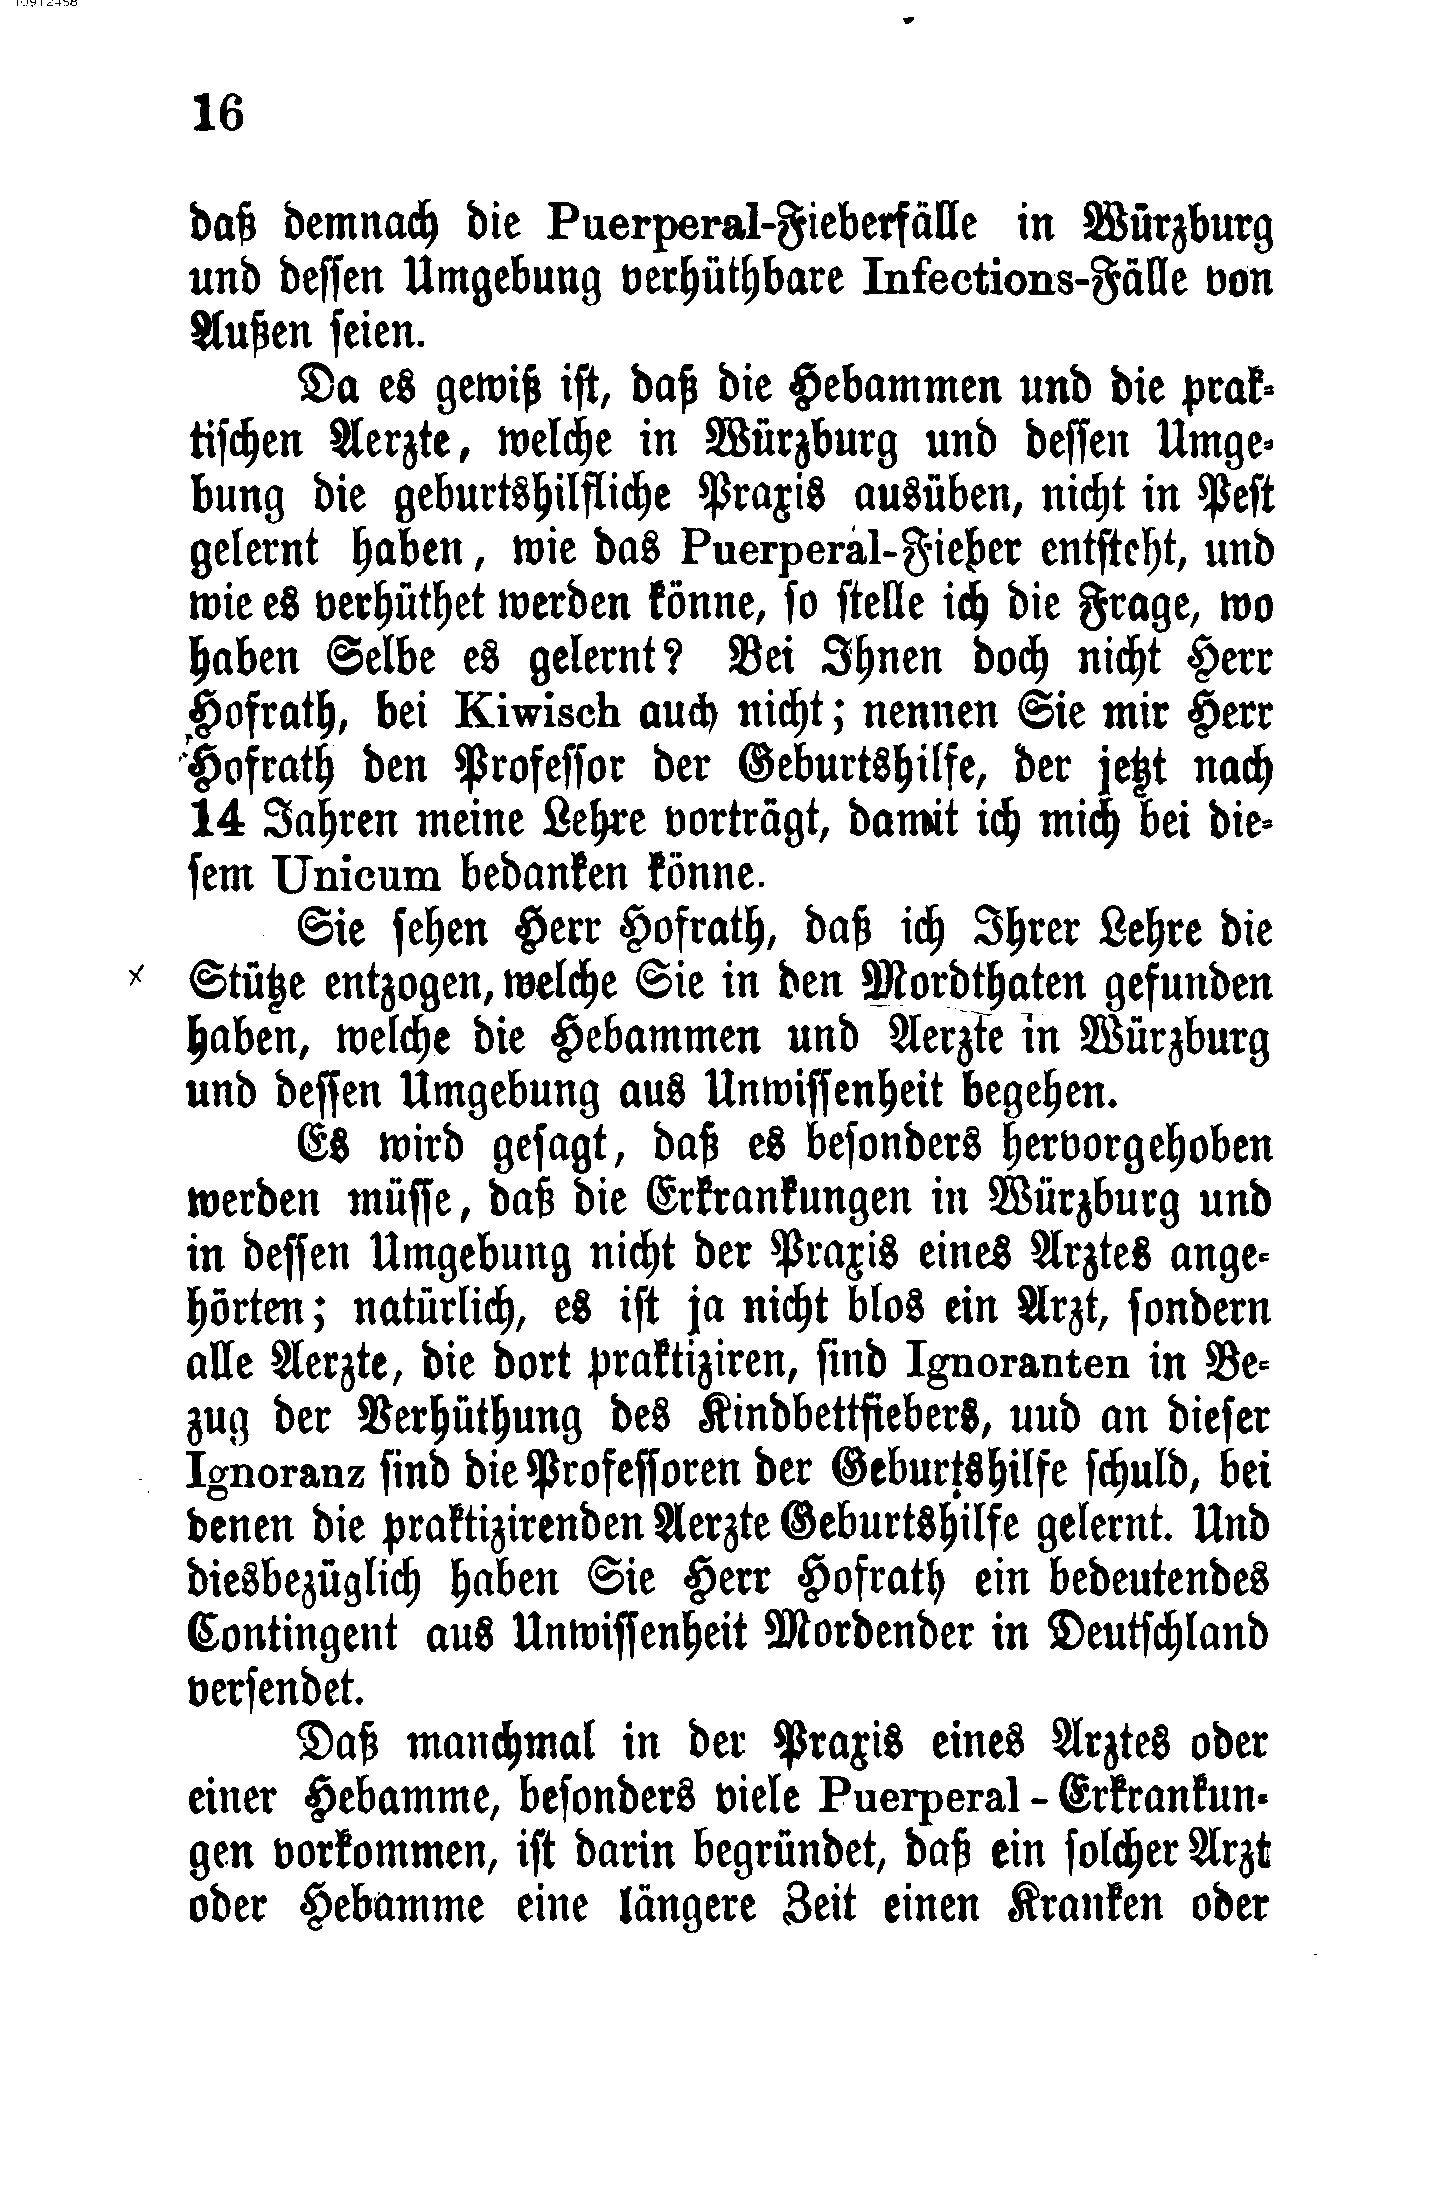 16
daß demnach die Puerperal-Fieberfälle in Würzburg
und dessen Umgebung verhüthbare Infections-Fälle von
Außen seien.
Da es gewiß ist, daß die Hebammen und die prak-
tischen Aerzte, welche in Würzburg und dessen Umge-
bung die geburtshilfliche Praxis ausüben, nicht in Pest
gelernt haben, wie das Puerperal-Fieber entsteht, und
wie es verhüthet werden könne, so stelle ich die Frage, wo
haben Selbe es gelernt? Bei Ihnen doch nicht Herr
Hofrath, bei Kiwisch auch nicht; nennen Sie mir Herr
Hofrath den Professor der Geburtshilfe, der jetzt nach
14 Jahren meine Lehre vorträgt, damit ich mich bei die-
sem Unicum bedanken könne.
Sie sehen Herr Hofrath, daß ich Ihrer Lehre die
x Stütze entzogen, welche Sie in den Mordthaten gefunden
haben, welche die Hebammen und Aerzte in Würzburg
und dessen Umgebung aus Unwissenheit begehen.
Es wird gesagt, daß es besonders hervorgehoben
werden müsse, daß die Erkrankungen in Würzburg und
in dessen Umgebung nicht der Praxis eines Arztes ange-
hörten; natürlich, es ist ja nicht blos ein Arzt, sondern
alle Aerzte, die dort praktiziren, sind Ignoranten in Be-
zug der Verhüthung des Kindbettfiebers, uud an dieser
Ignoranz sind die Professoren der Geburtshilfe schuld, bei
denen die praktizirenden Aerzte Geburtshilfe gelernt. Und
diesbezüglich haben Sie Herr Hofrath ein bedeutendes
Contingent aus Unwissenheit Mordender in Deutschland
versendet.
Daß manchmal in der Praxis eines Arztes oder
einer Hebamme, besonders viele Puerperal-Erkrankun-
gen vorkommen, ist darin begründet, daß ein solcher Arzt
oder Hebamme eine längere Zeit einen Kranken oder